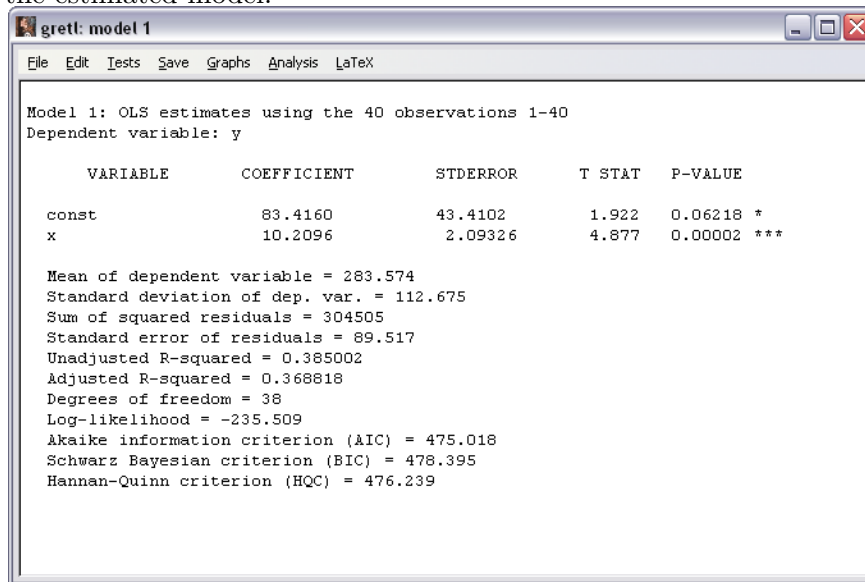 the estimated model.
gretl: model 1
File Edit Tests Save Graphs Analysis LaTeX
Model 1: OLS estimates using the 40 observations 1-40
Dependent variable: y
VARIABLE COEFFICIENT STDERROR T STAT P-VALUE
const 83.4160 43.4102 1.922 0.06218 *
x 10.2096 2.09326 4.877 0.00002 ***
Mean of dependent variable = 283.574
Standard deviation of dep. var. = 112.675
Sum of squared residuals = 304505
Standard error of residuals = 89.517
Unadjusted R-squared = 0.385002
Adjusted R-squared = 0.368818
Degrees of freedom = 38
Log-likelihood = -235.509
Akaike information criterion (AIC) = 475.018
Schwarz Bayesian criterion (BIC) = 478.395
Hannan-Quinn criterion (HQC) = 476.239